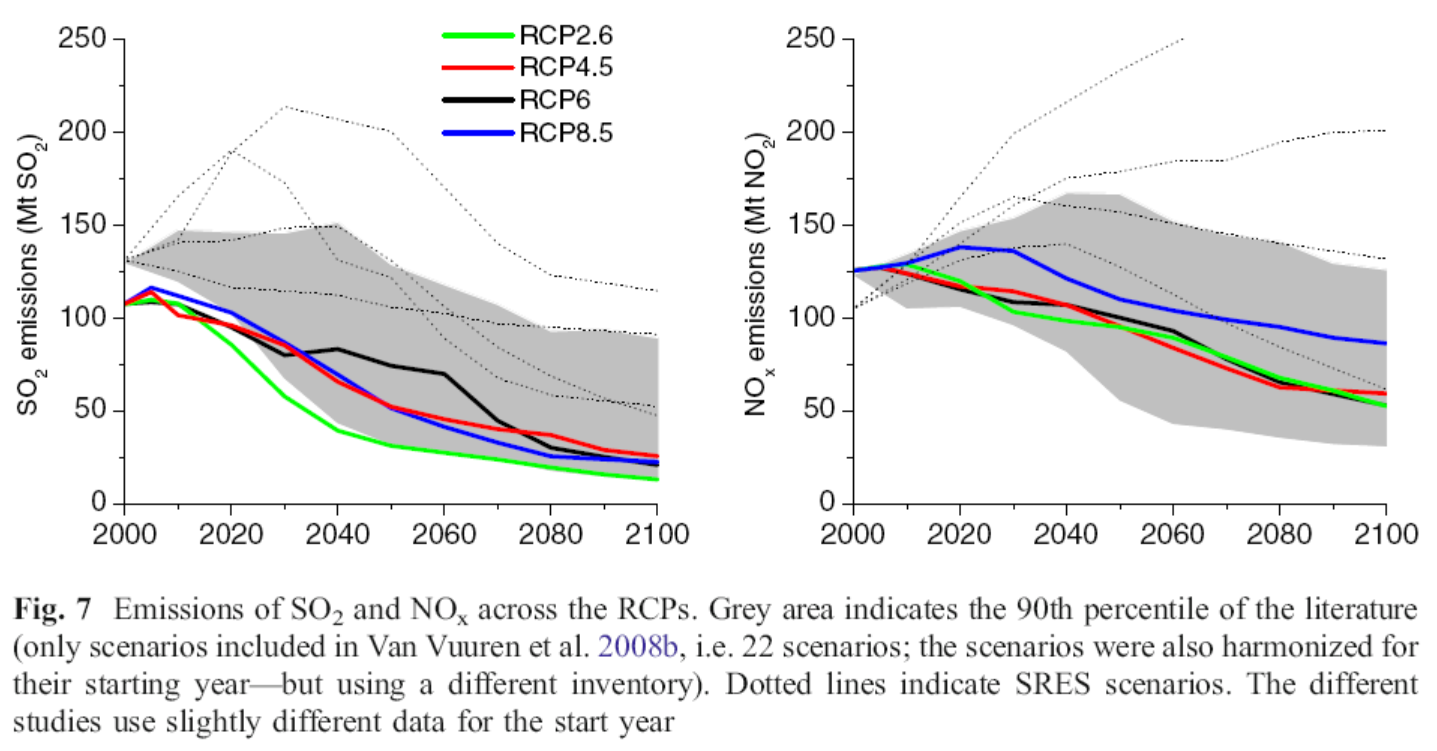 250
200
150
100
50
0
SO2 emissions (Mt SO2)
2000 2020 2040 2060 2080 2100
RCP2.6
RCP4.5
RCP6
RCP8.5
250
200
150
100
50
0
NOx emissions (Mt NO2)
2000 2020 2040 2060 2080 2100
Fig. 7 Emissions of SO2 and NOx across the RCPs. Grey area indicates the 90th percentile of the literature
(only scenarios included in Van Vuuren et al. 2008b, i.e. 22 scenarios; the scenarios were also harmonized for
their starting year—but using a different inventory). Dotted lines indicate SRES scenarios. The different
studies use slightly different data for the start year